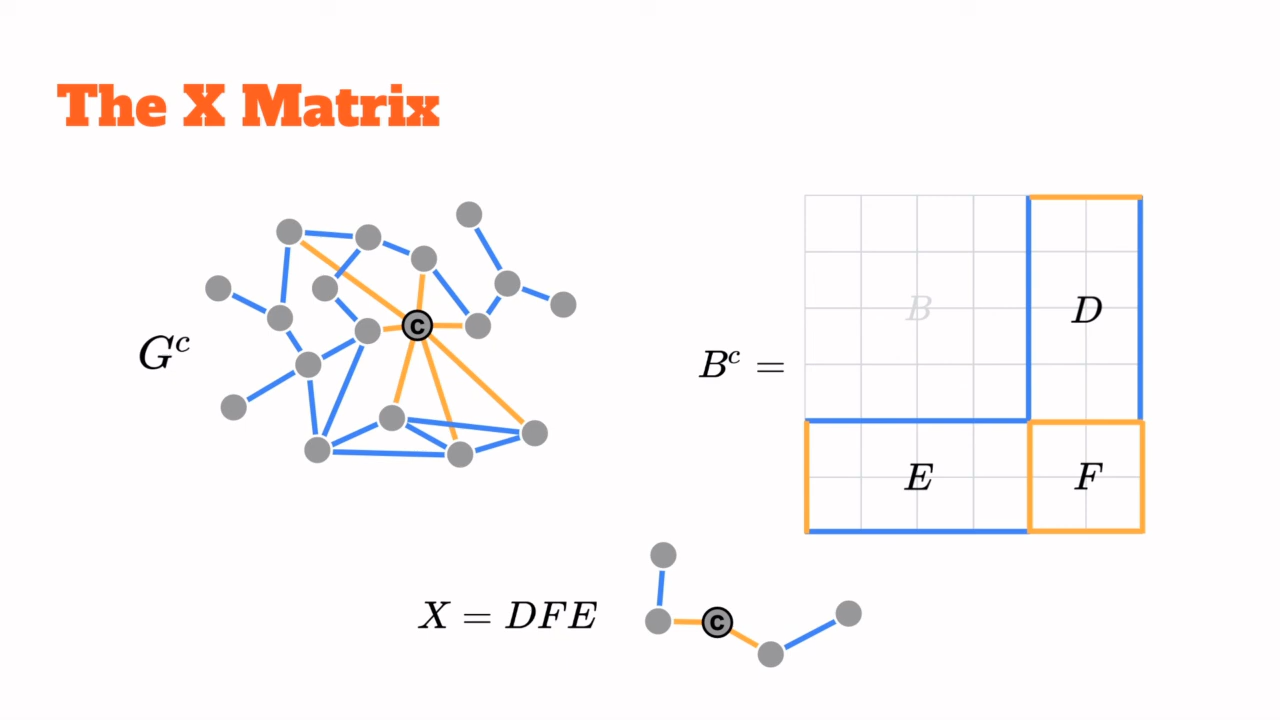 The X Matrix
G^c
c
B^c =
B
D
E
F
X = DFE
c